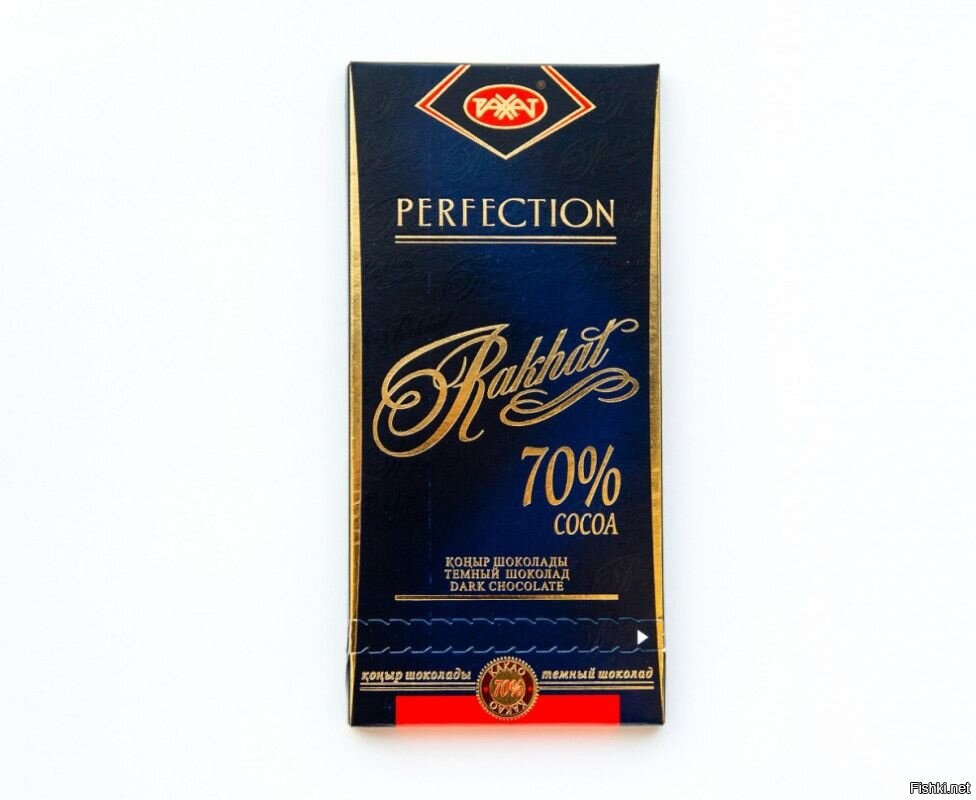 РАХАТ ®
PERFECTION
Rakhat
70%
COCOA
ҚОҢЫР ШОКОЛАДЫ
ТЕМНЫЙ ШОКОЛАД
DARK CHOCOLATE
қоңыр шоколады
КАКАО
70%
КАКАО
темный шоколад
Fishki.net